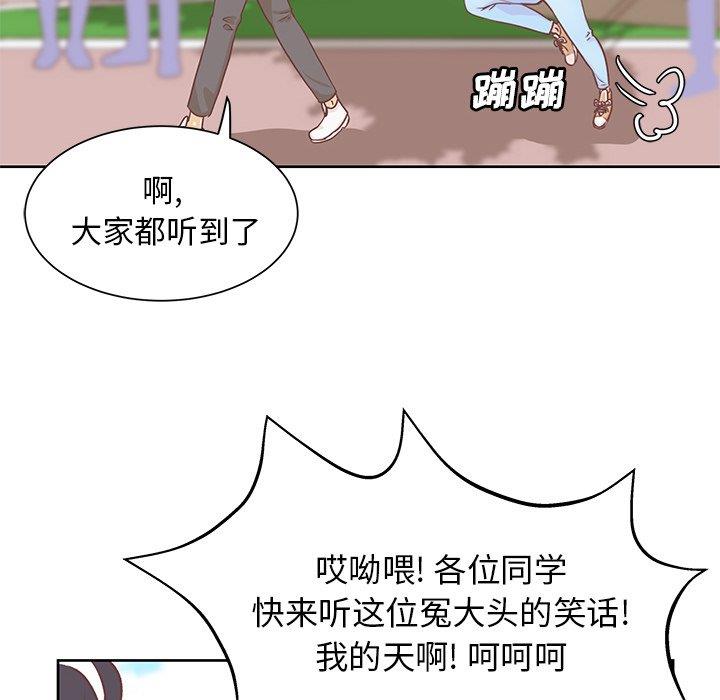 蹦蹦
啊,
大家都听到了
哎呦喂! 各位同学
快来听这位冤大头的笑话!
我的天啊! 呵呵呵